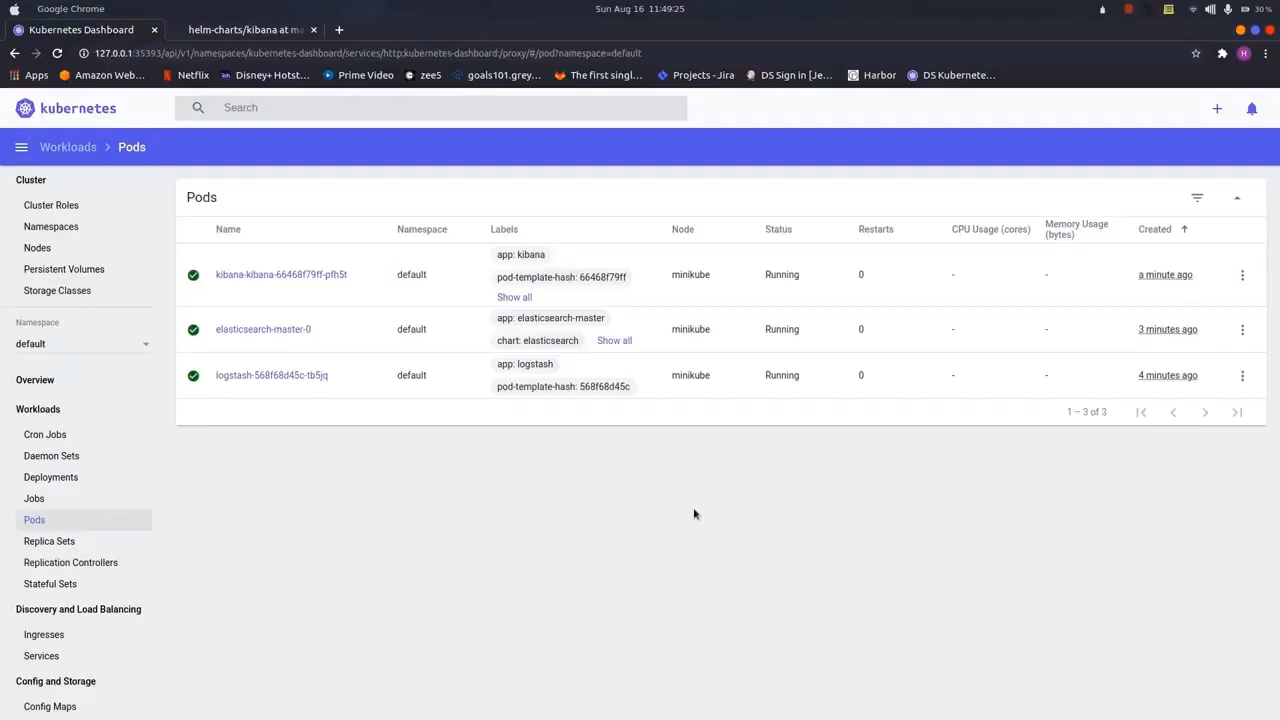 Google Chrome
Sun Aug 16 11:49:25
30 %
Kubernetes Dashboard
helm-charts/kibana at ma
127.0.0.1:35393/api/v1/namespaces/kubernetes-dashboard/services/http:kubernetes-dashboard:/proxy/#/pod?namespace=default
H
Apps
Amazon Web...
Netflix
Disney+ Hotst...
Prime Video
zee5
goals101.grey...
The first singl...
Projects - Jira
DS Sign in [Je...
Harbor
DS Kubernete...
kubernetes
Search
Workloads > Pods
Cluster
Cluster Roles
Namespaces
Nodes
Persistent Volumes
Storage Classes
Namespace
default
Overview
Workloads
Cron Jobs
Daemon Sets
Deployments
Jobs
Pods
Replica Sets
Replication Controllers
Stateful Sets
Discovery and Load Balancing
Ingresses
Services
Config and Storage
Config Maps
Pods
Name Namespace Labels Node Status Restarts CPU Usage (cores) Memory Usage (bytes) Created
kibana-kibana-66468f79ff-pfh5t default app: kibana minikube Running 0 - - a minute ago
pod-template-hash: 66468f79ff
Show all
elasticsearch-master-0 default app: elasticsearch-master minikube Running 0 - - 3 minutes ago
chart: elasticsearch Show all
logstash-568f68d45c-tb5jq default app: logstash minikube Running 0 - - 4 minutes ago
pod-template-hash: 568f68d45c
1 – 3 of 3